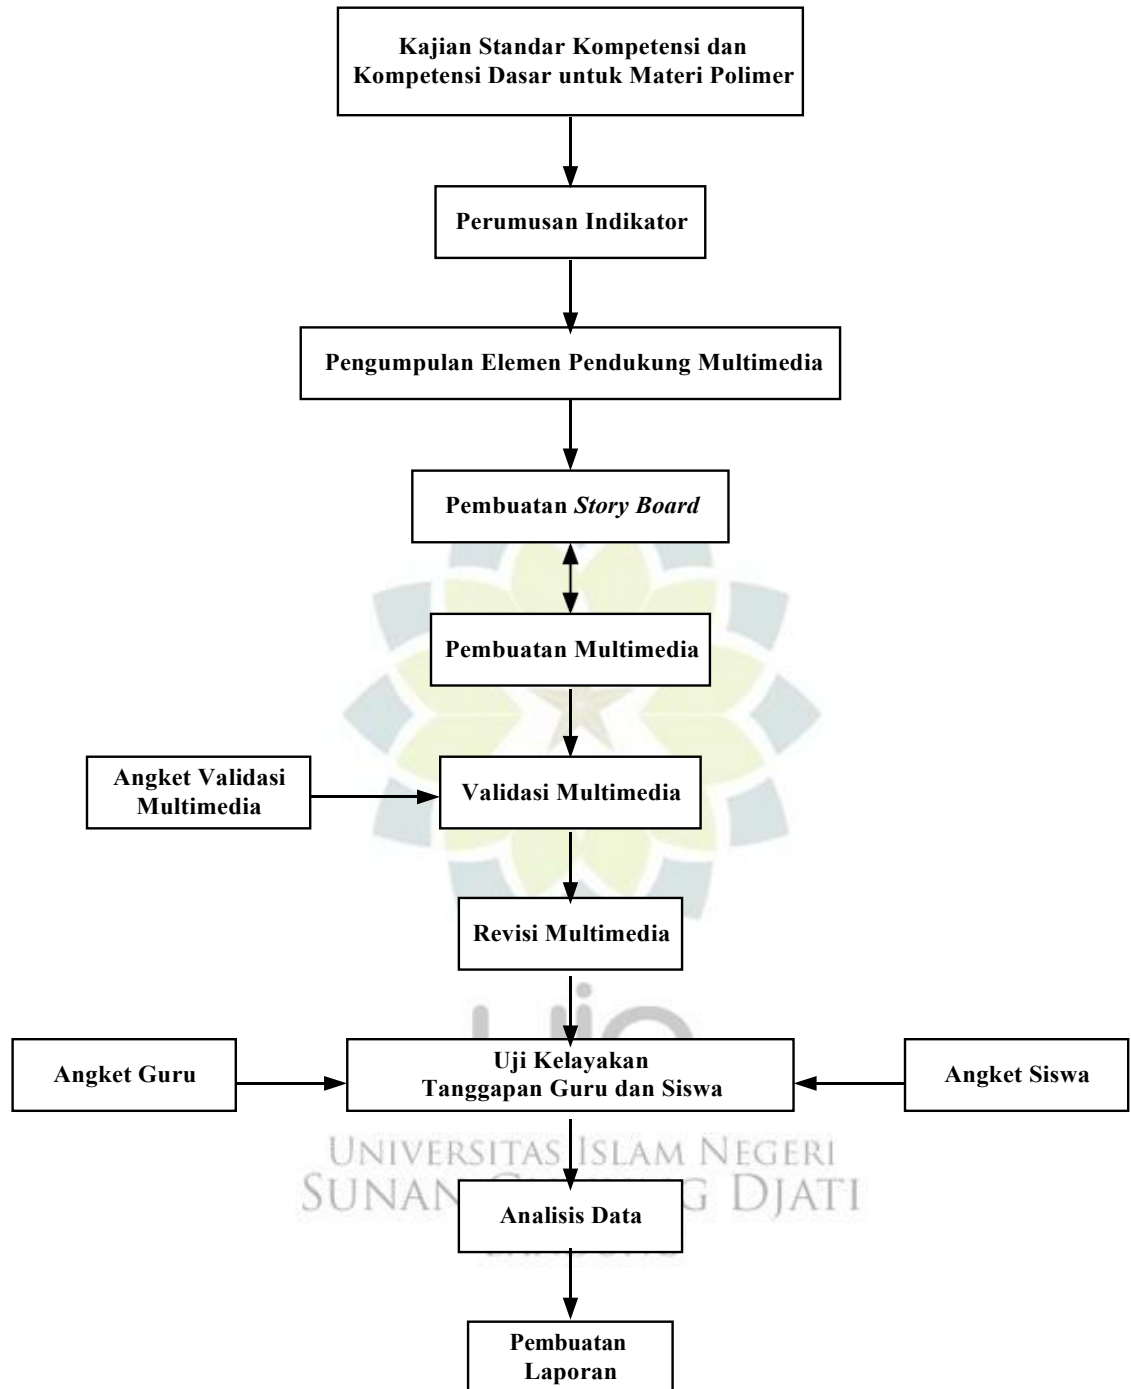 Kajian Standar Kompetensi dan
Kompetensi Dasar untuk Materi Polimer
Perumusan Indikator
Pengumpulan Elemen Pendukung Multimedia
Pembuatan Story Board
Pembuatan Multimedia
Angket Validasi
Multimedia
Validasi Multimedia
Revisi Multimedia
Angket Guru
Uji Kelayakan
Tanggapan Guru dan Siswa
Angket Siswa
UNIVERSITAS ISLAM NEGERI
SUNAN
DJATI
Analisis Data
Pembuatan
Laporan